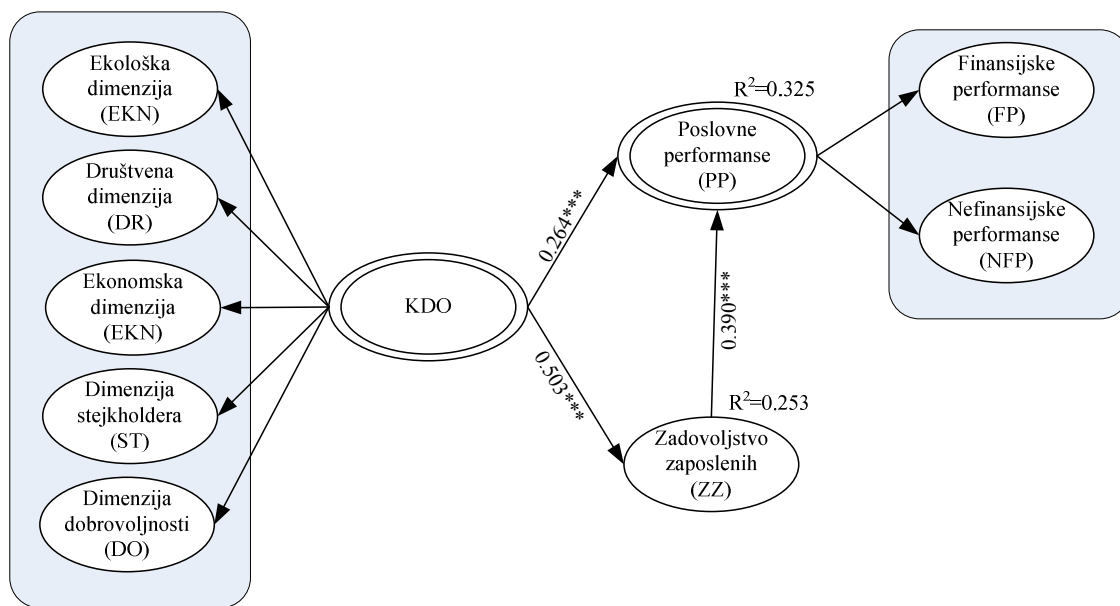 Ekološka
dimenzija
(EKN)
Društvena
dimenzija
(DR)
Ekonomska
dimenzija
(EKN)
Dimenzija
stejkholdera
(ST)
Dimenzija
dobrovoljnosti
(DO)
KDO
0.264***
0.503***
R²=0.325
Poslovne
performanse
(PP)
0.390***
R²=0.253
Zadovoljstvo
zaposlenih
(ZZ)
Finansijske
performanse
(FP)
Nefinansijske
performanse
(NFP)